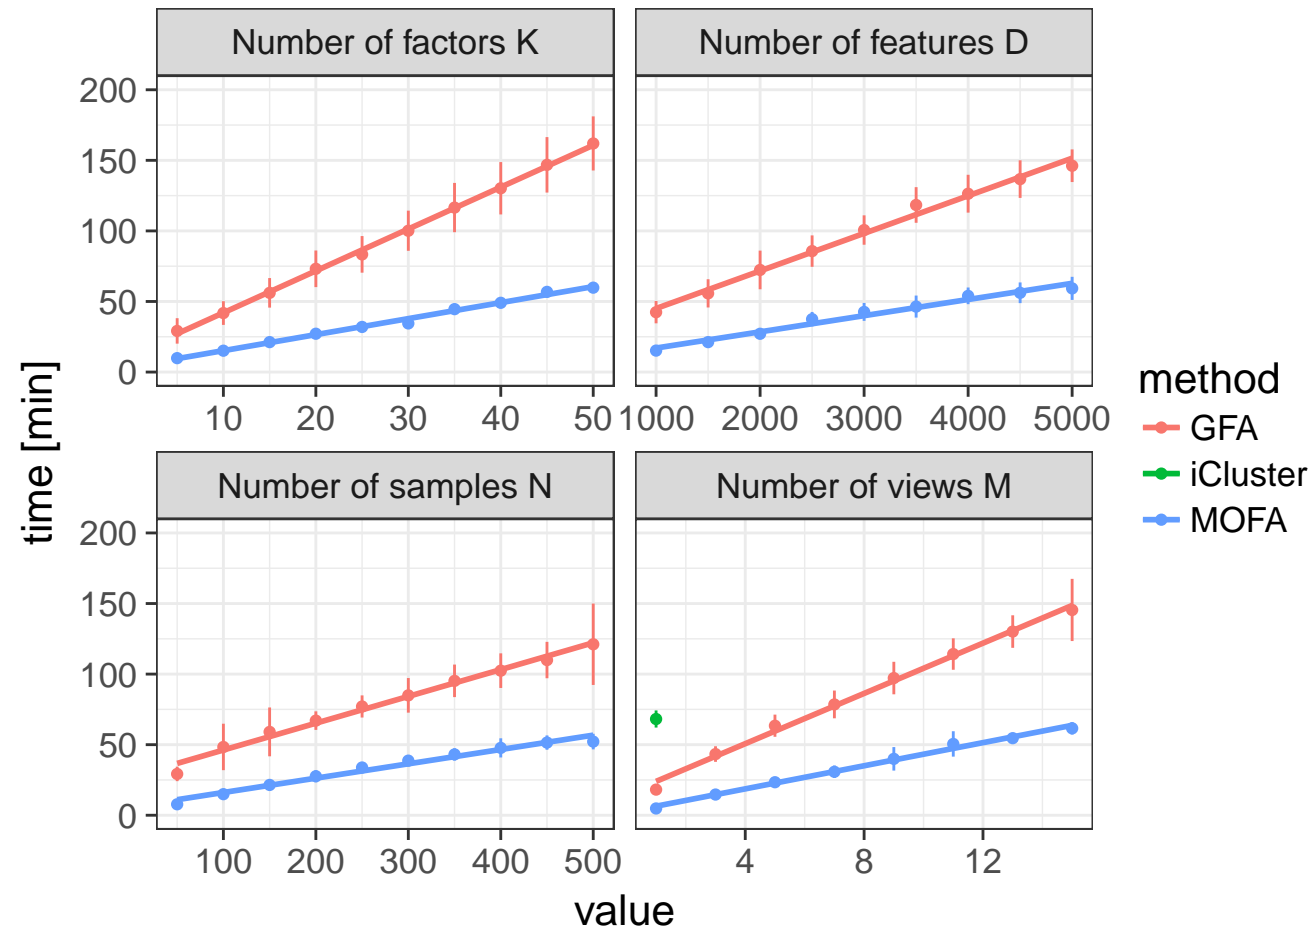 Number of factors K
Number of features D
200
150
100
50
0
10 20 30 40 50
1000 2000 3000 4000 5000
time [min]
Number of samples N
Number of views M
200
150
100
50
0
100 200 300 400 500
4 8 12
value
method
GFA
iCluster
MOFA